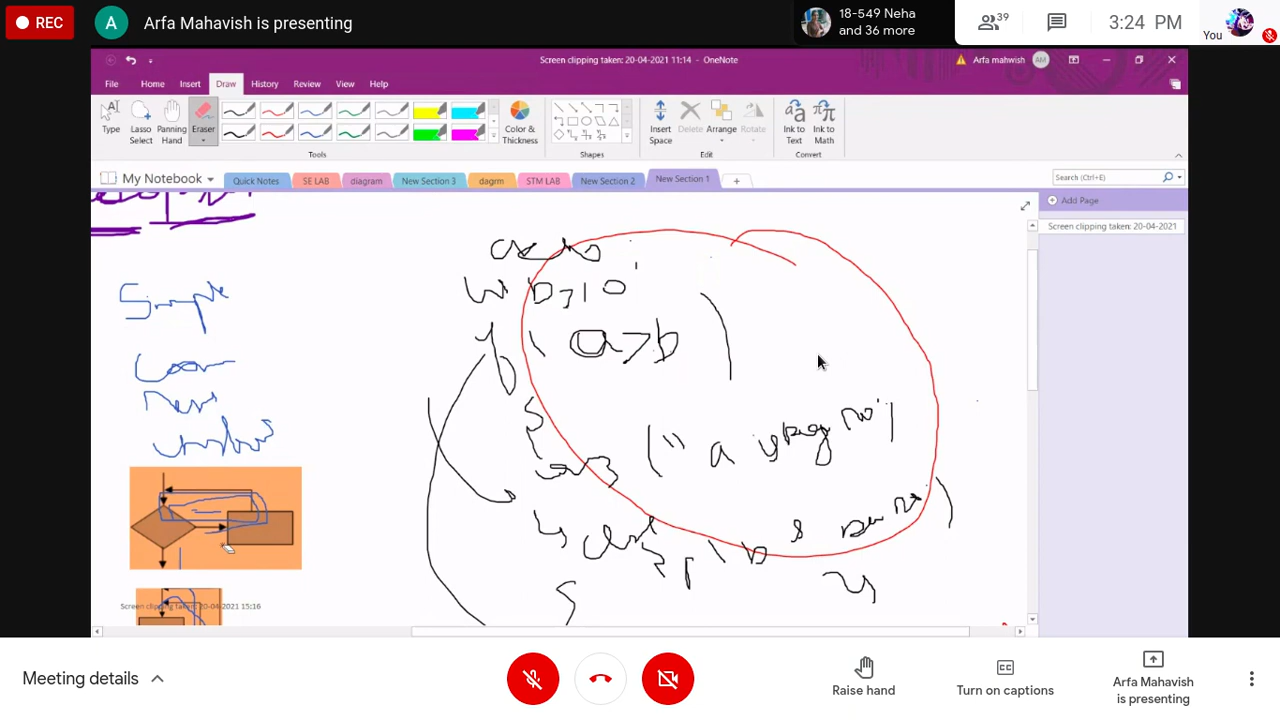 REC
A
Arfa Mahavish is presenting
18-549 Neha
and 36 more
39
3:24 PM
You
Screen clipping taken: 20-04-2021 11:14 - OneNote
Arfa mahwish
AM
File Home Insert Draw History Review View Help
Type
Lasso
Select
Panning
Hand
Eraser
Color &
Thickness
Insert
Space
Delete
Arrange
Rotate
Ink to
Text
Ink to
Math
Tools
Shapes
Edit
Convert
My Notebook
Quick Notes
SE LAB
diagram
New Section 3
dagrm
STM LAB
New Section 2
New Section 1
+
Search (Ctrl+E)
Add Page
Screen clipping taken: 20-04-2021
Simple
a>b
Screen clipping taken: 20-04-2021 15:16
Meeting details
Raise hand
Turn on captions
Arfa Mahavish
is presenting